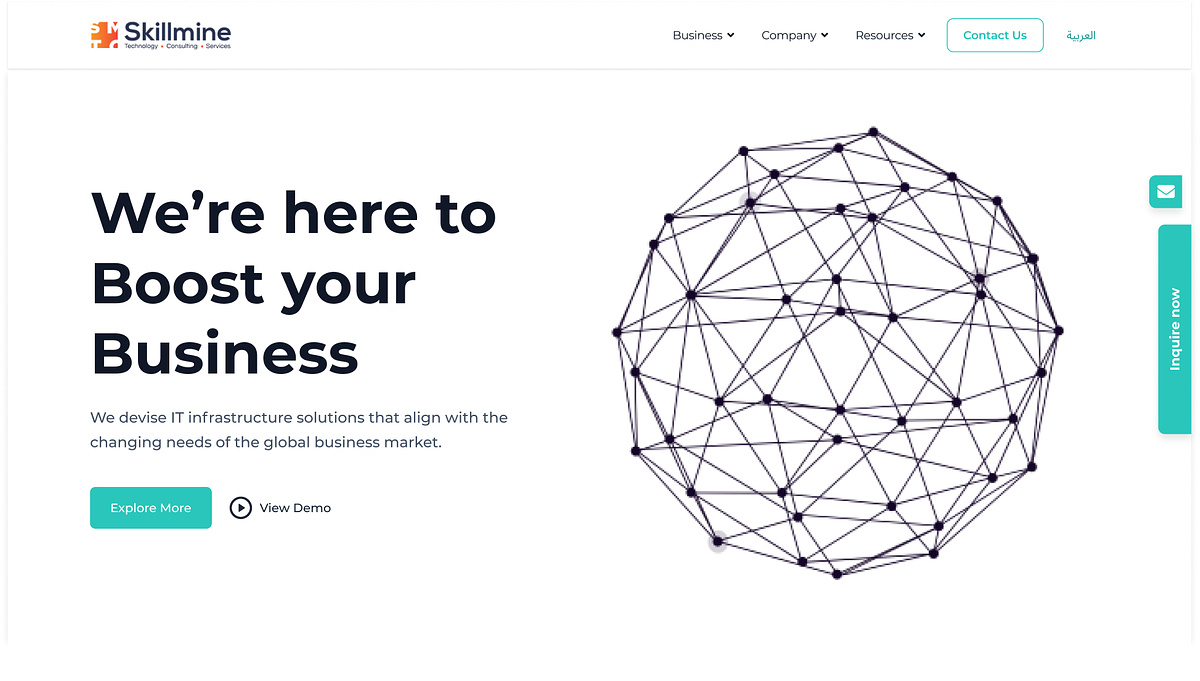 SM
Skillmine
Technology • Consulting • Services
Business
Company
Resources
Contact Us
العربية
We’re here to
Boost your
Business
We devise IT infrastructure solutions that align with the
changing needs of the global business market.
Explore More
View Demo
Inquire now